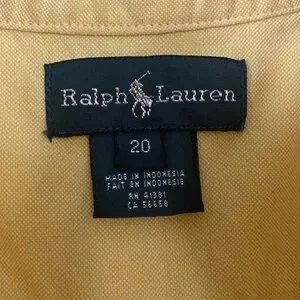 Ralph Lauren
20
MADE IN INDONESIA
FAIT EN INDONESIE
RN 41381
CA 56658